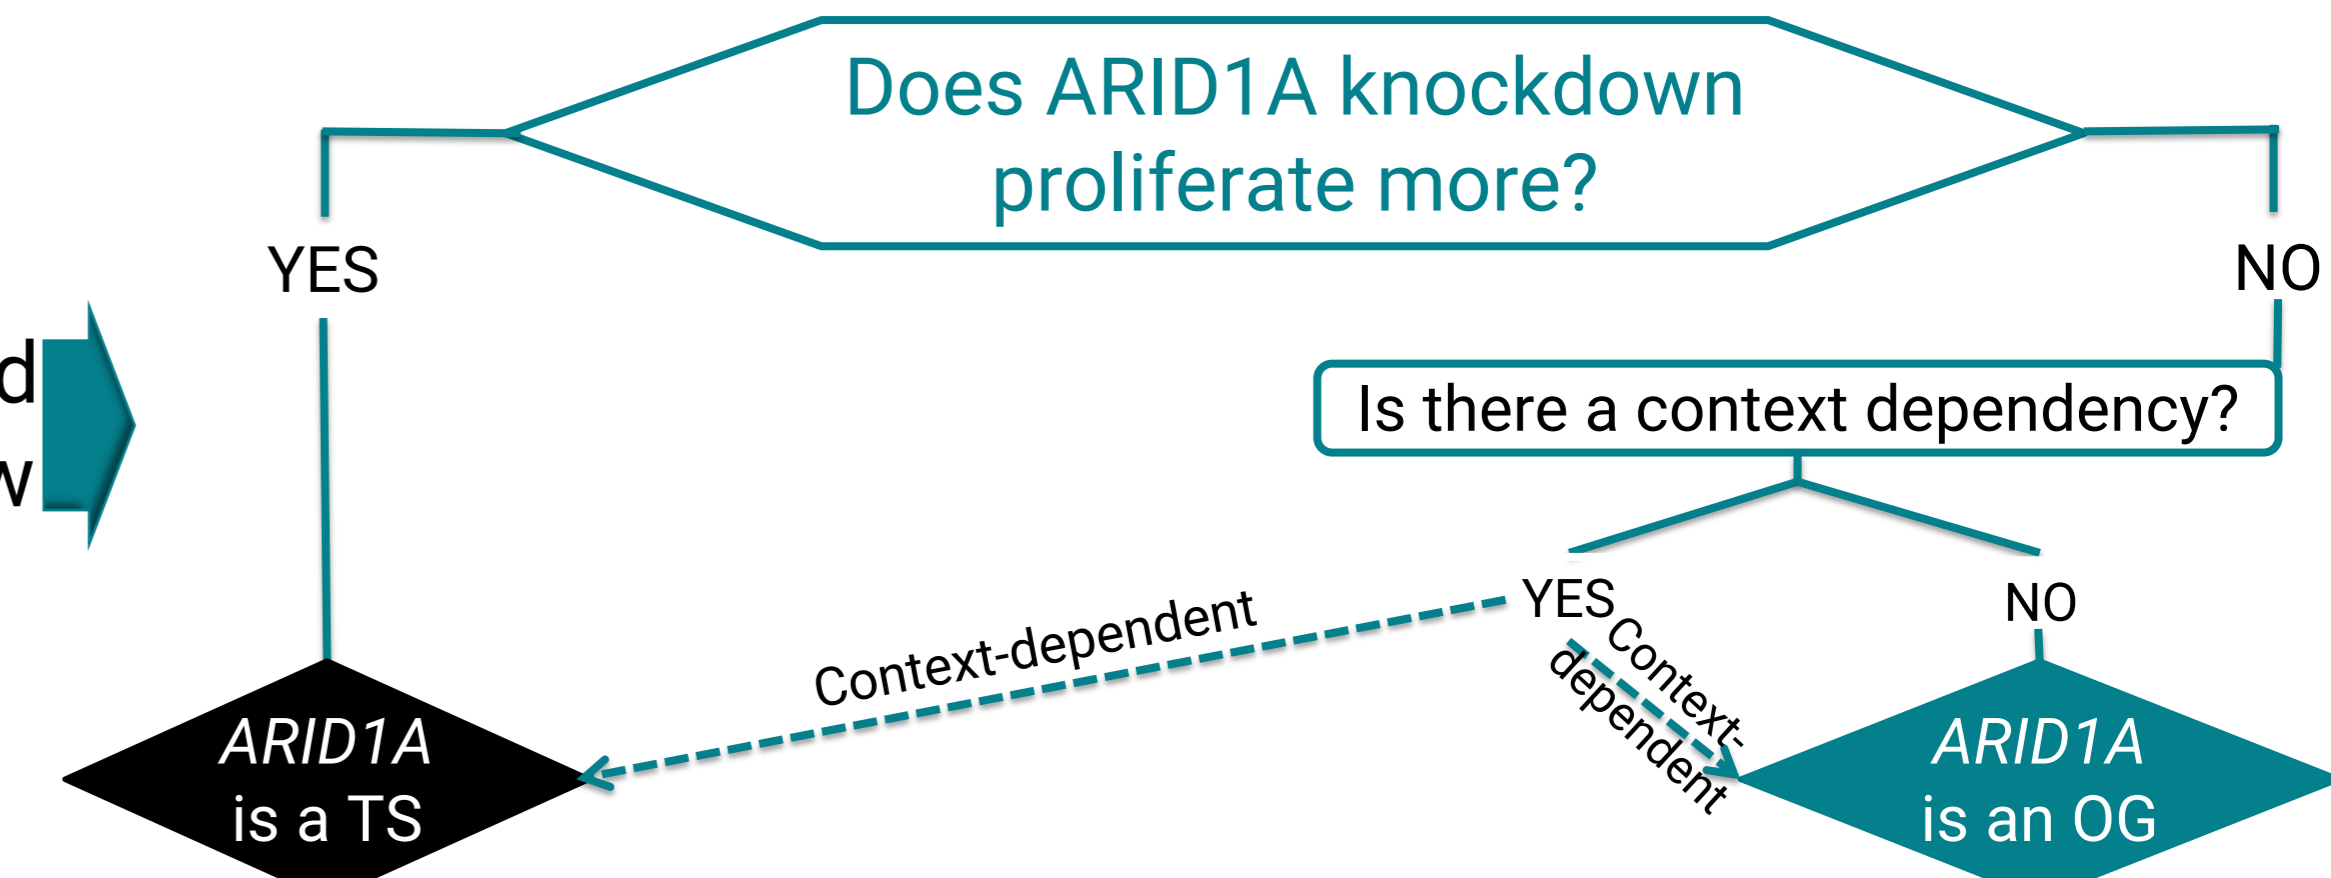 Does ARID1A knockdown
proliferate more?
YES
NO
d
w
Is there a context dependency?
YES
NO
Context-dependent
Context-
dependent
ARID1A
is a TS
ARID1A
is an OG